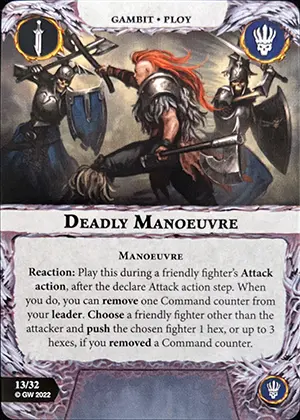 GAMBIT • PLOY
DEADLY MANOEUVRE
MANOEUVRE
Reaction: Play this during a friendly fighter's Attack
action, after the declare Attack action step. When
you do, you can remove one Command counter from
your leader. Choose a friendly fighter other than the
attacker and push the chosen fighter 1 hex, or up to 3
hexes, if you removed a Command counter.
13/32
© GW 2022